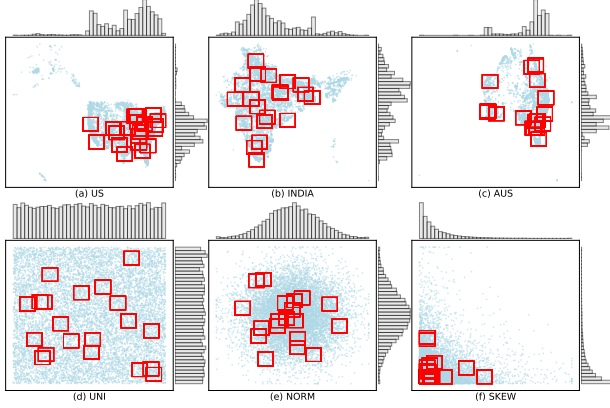 (a) US
(b) INDIA
(c) AUS
(d) UNI
(e) NORM
(f) SKEW